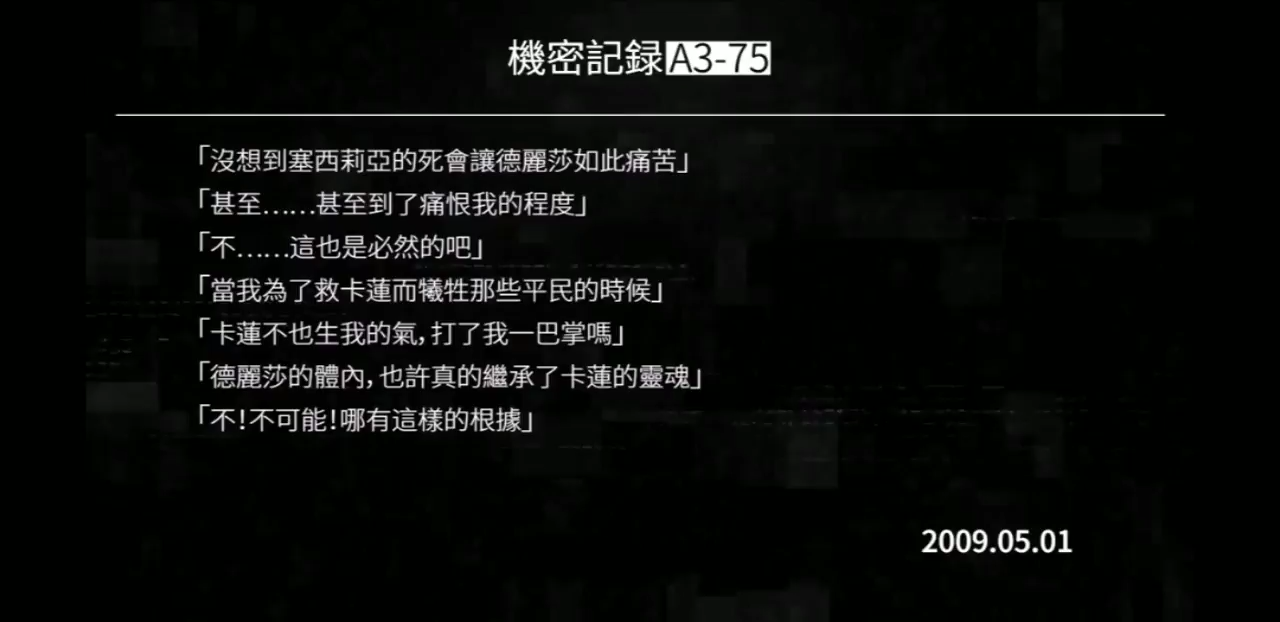 機密記録A3-75
「沒想到塞西莉亞的死會讓德麗莎如此痛苦」
「甚至……甚至到了痛恨我的程度」
「不……這也是必然的吧」
「當我為了救卡蓮而犧牲那些平民的時候」
「卡蓮不也生我的氣,打了我一巴掌嗎」
「德麗莎的體內,也許真的繼承了卡蓮的靈魂」
「不!不可能!哪有這樣的根據」
2009.05.01